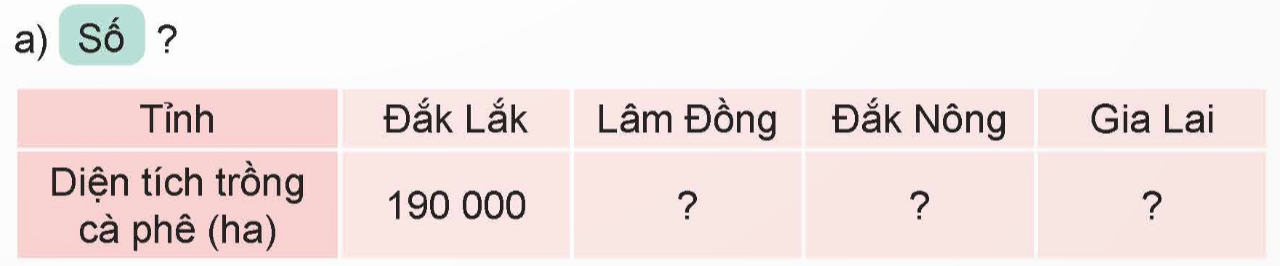 a) Số ?
Tỉnh Đắk Lắk Lâm Đồng Đắk Nông Gia Lai
Diện tích trồng
cà phê (ha) 190 000 ? ? ?